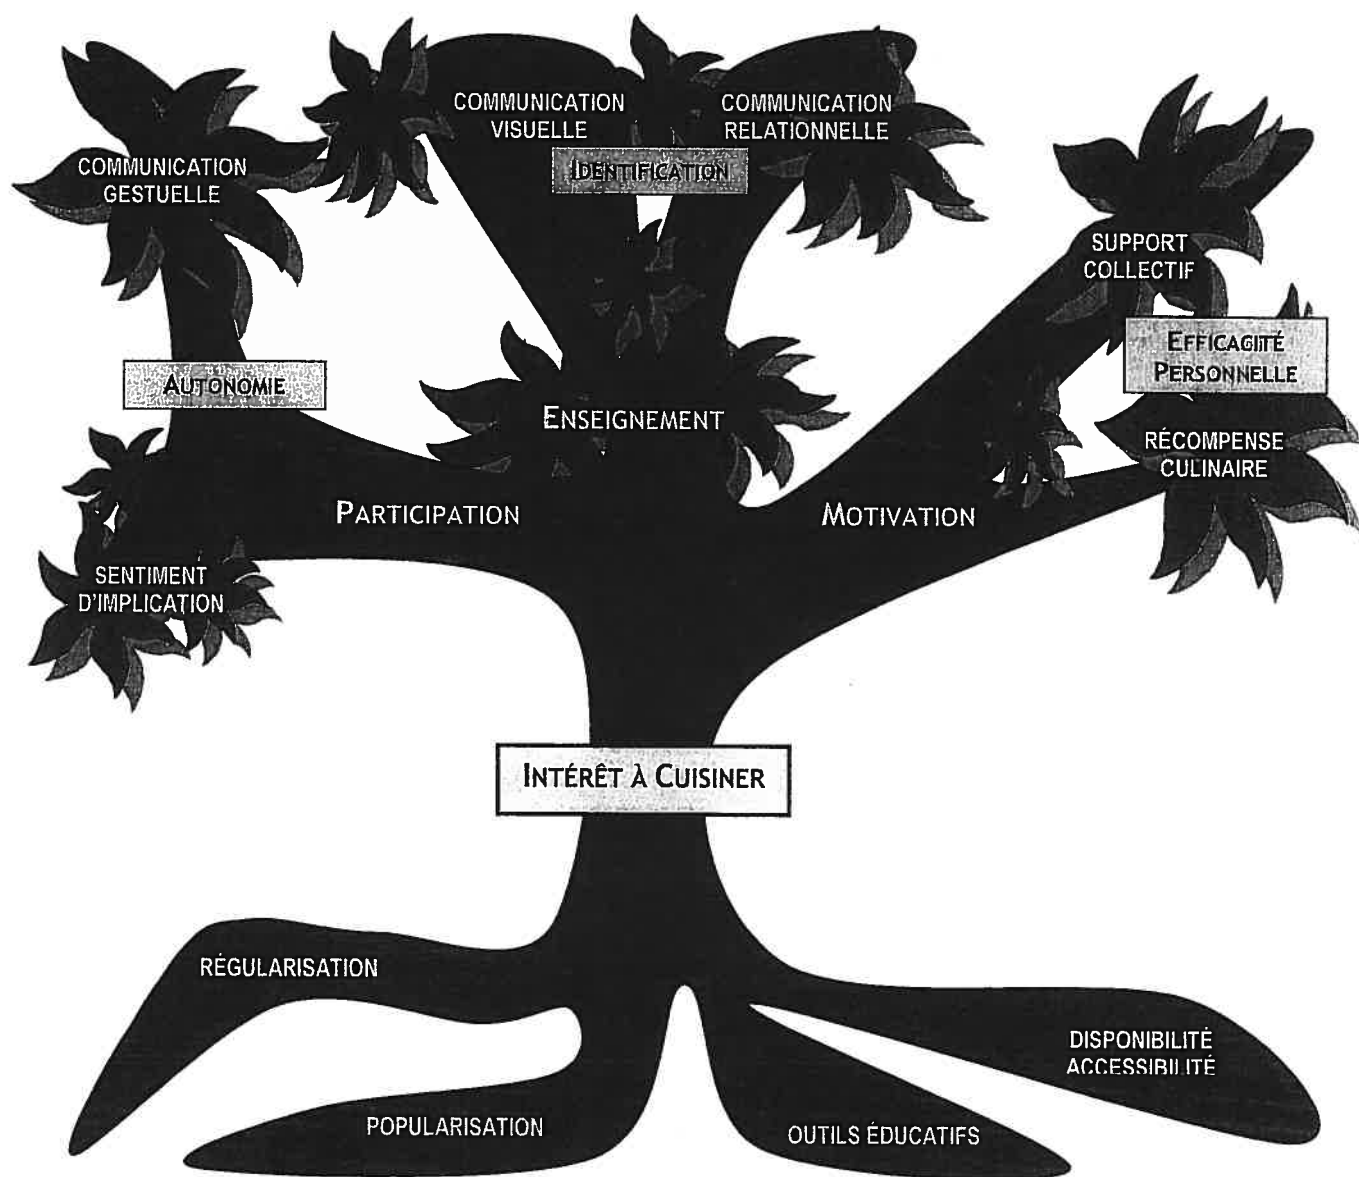 COMMUNICATION
VISUELLE
COMMUNICATION
RELATIONNELLE
IDENTIFICATION
COMMUNICATION
GESTUELLE
SUPPORT
COLLECTIF
EFFICACITÉ
PERSONNELLE
AUTONOMIE
ENSEIGNEMENT
RÉCOMPENSE
CULINAIRE
PARTICIPATION
MOTIVATION
SENTIMENT
D'IMPLICATION
INTÉRÊT À CUISINER
RÉGULARISATION
DISPONIBILITÉ
ACCESSIBILITÉ
POPULARISATION
OUTILS ÉDUCATIFS